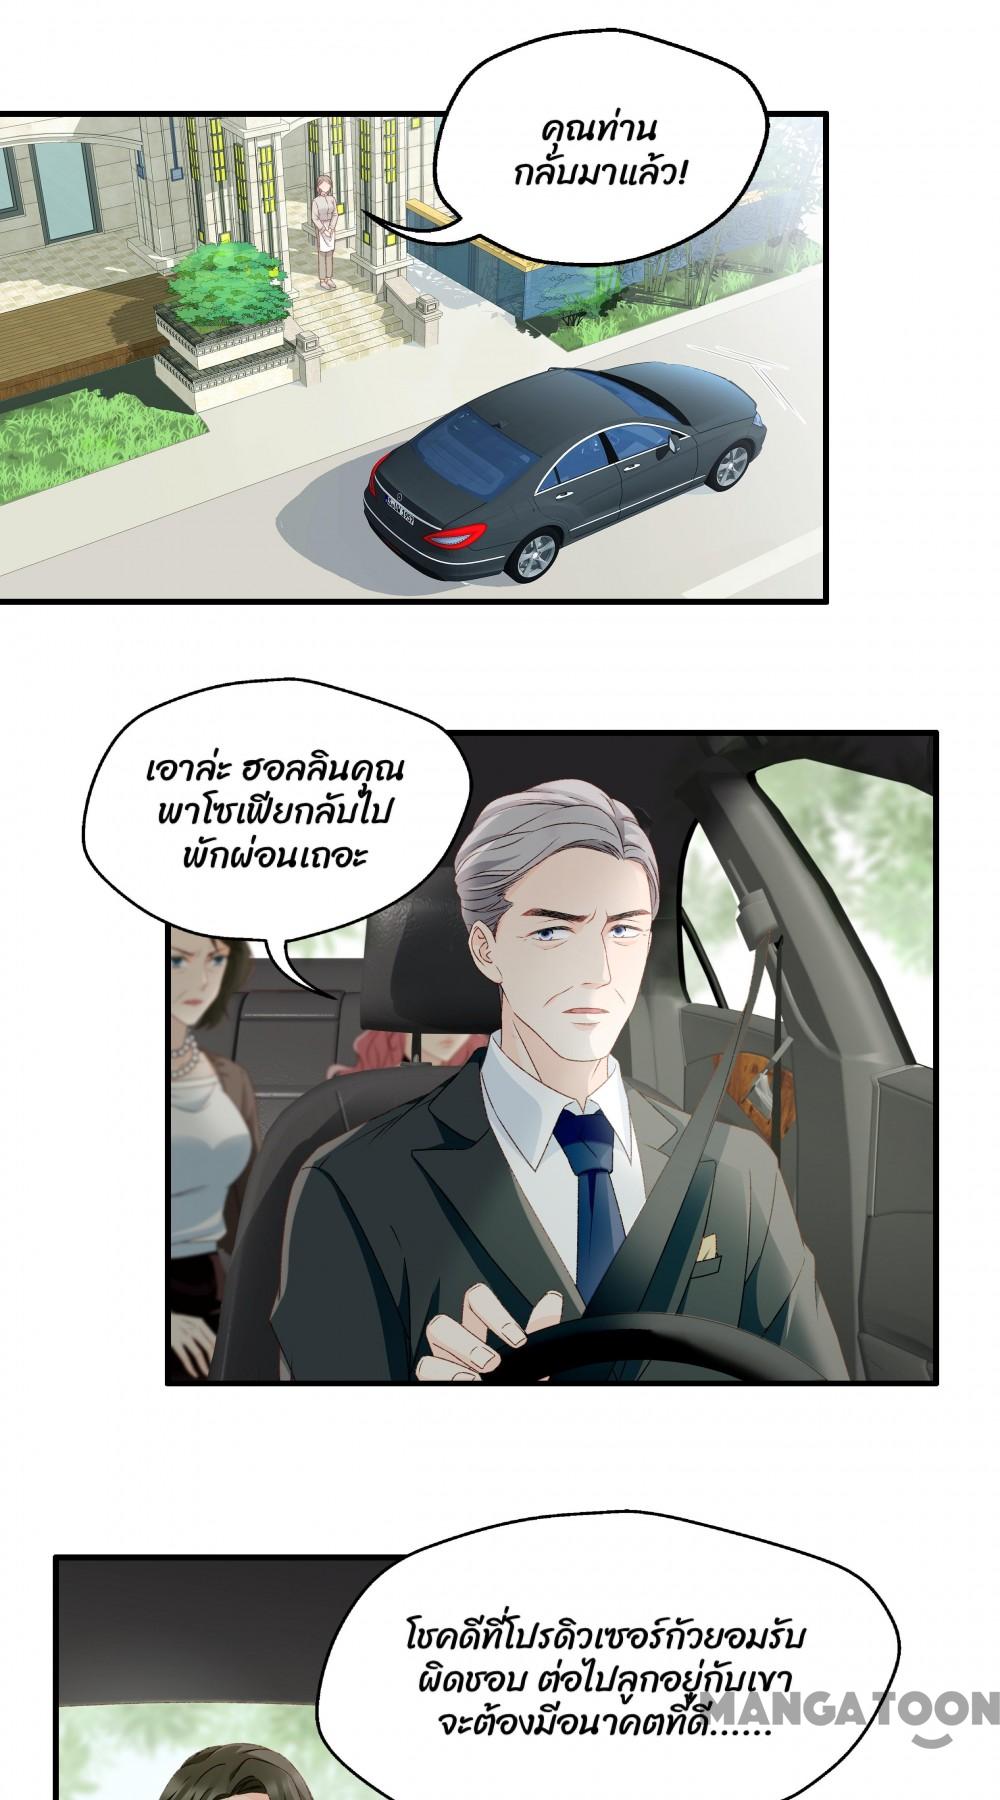 คุณท่าน
กลับมาแล้ว!
เอาล่ะ ฮอลลินคุณ
พาโซเฟียกลับไป
พักผ่อนเถอะ
โชคดีที่โปรดิวเซอร์กัวยอมรับ
ผิดชอบ ต่อไปลูกอยู่กับเขา
จะต้องมีอนาคตที่ดี......
MANGATOON